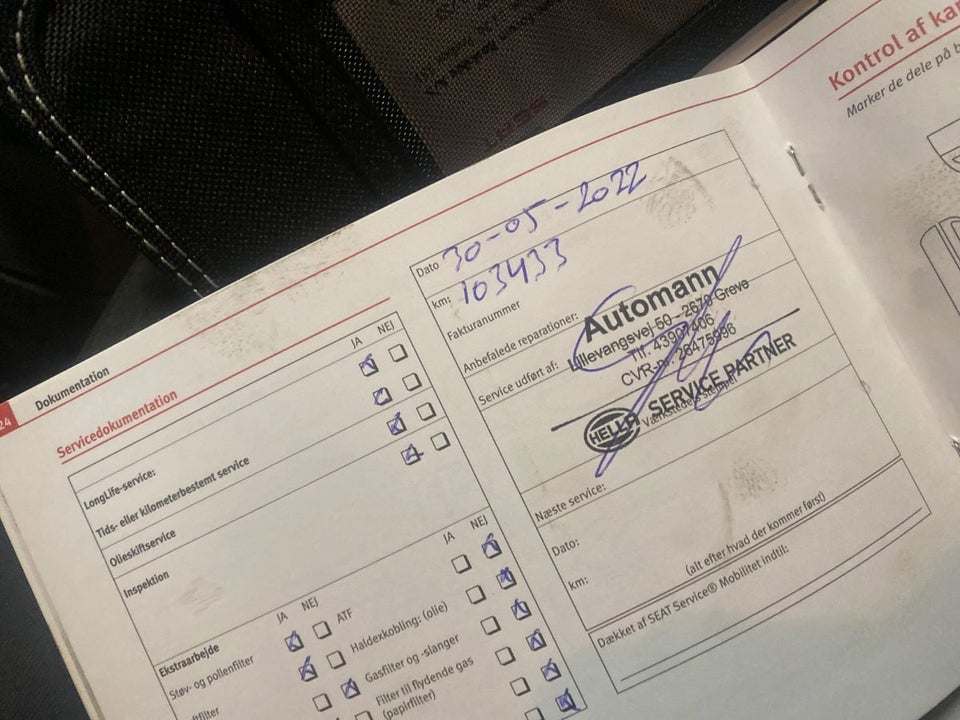 24 Dokumentation
Servicedokumentation
JA NEJ
LongLife-service:
Tids- eller kilometerbestemt service
Olieskiftservice
Inspektion
JA NEJ
JA NEJ
Ekstraarbejde
Støv- og pollenfilter
ATF
Haldexkobling: (olie)
Gasfilter og -slanger
Filter til flydende gas
(papirfilter)
Dato 30-05-2022
km: 103433
Fakturanummer
Anbefalede reparationer:
Service udført af:
Automann
Lillevangsvej 50 - 2670 Greve
Tlf. 43907406
CVR-nr. 26475996
HELLA SERVICE PARTNER
Værkstedets stempel
Næste service:
Dato:
km:
(alt efter hvad der kommer først)
Dækket af SEAT Service® Mobilitet indtil:
Kontrol af kar
Marker de dele på b